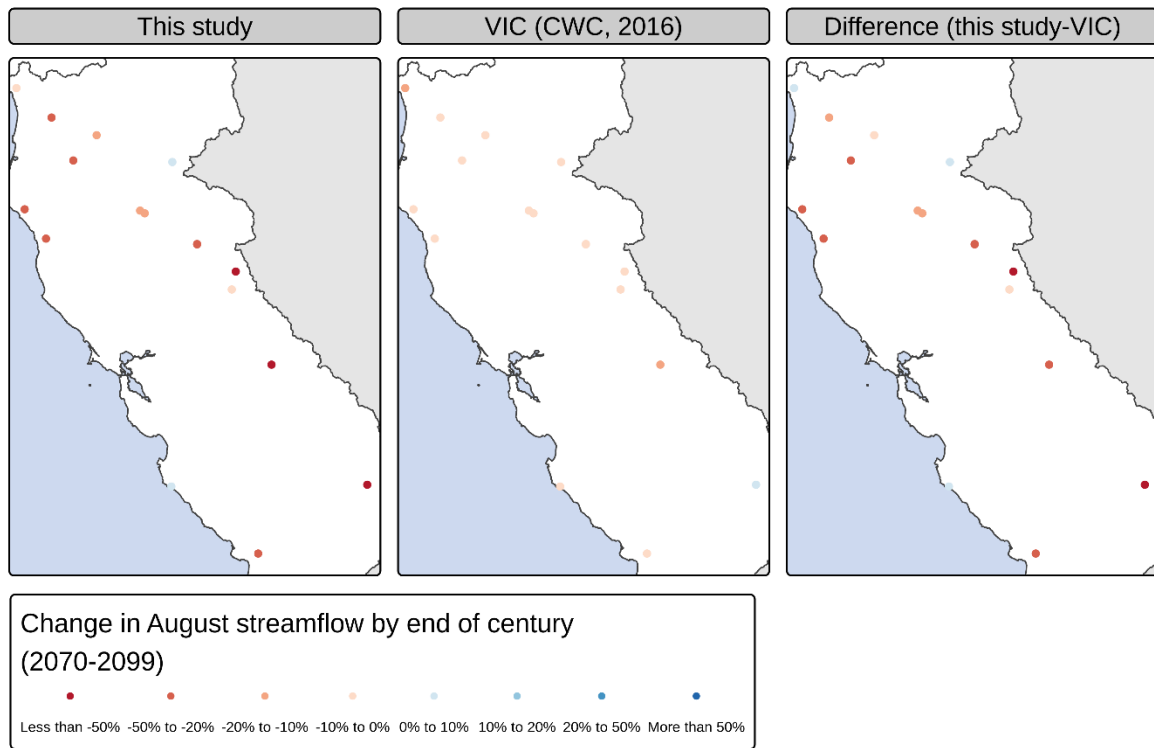 This study
VIC (CWC, 2016)
Difference (this study-VIC)
Change in August streamflow by end of century
(2070-2099)
Less than -50%
-50% to -20%
-20% to -10%
-10% to 0%
0% to 10%
10% to 20%
20% to 50%
More than 50%